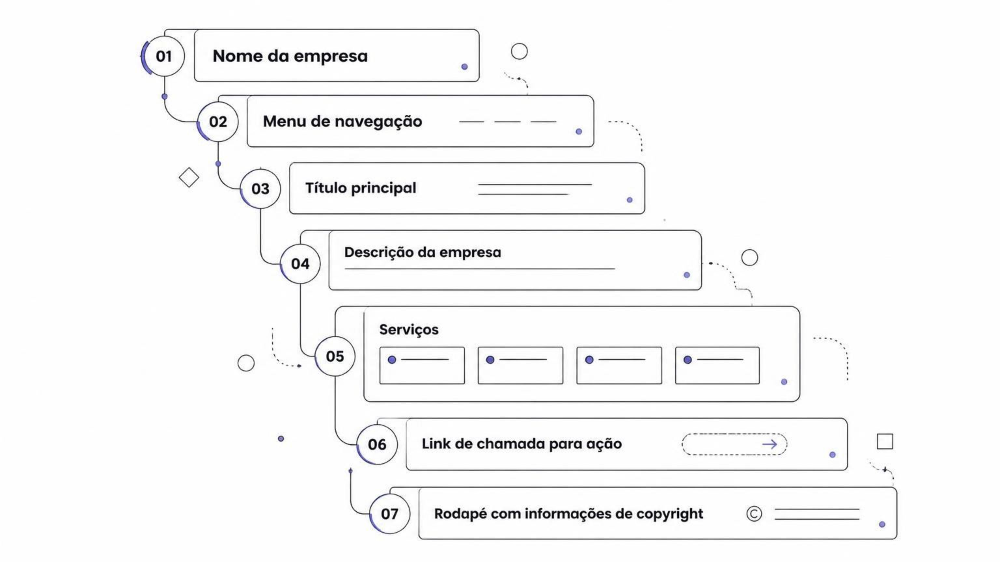 01
Nome da empresa
02
Menu de navegação
03
Título principal
04
Descrição da empresa
05
Serviços
06
Link de chamada para ação
07
Rodapé com informações de copyright ©